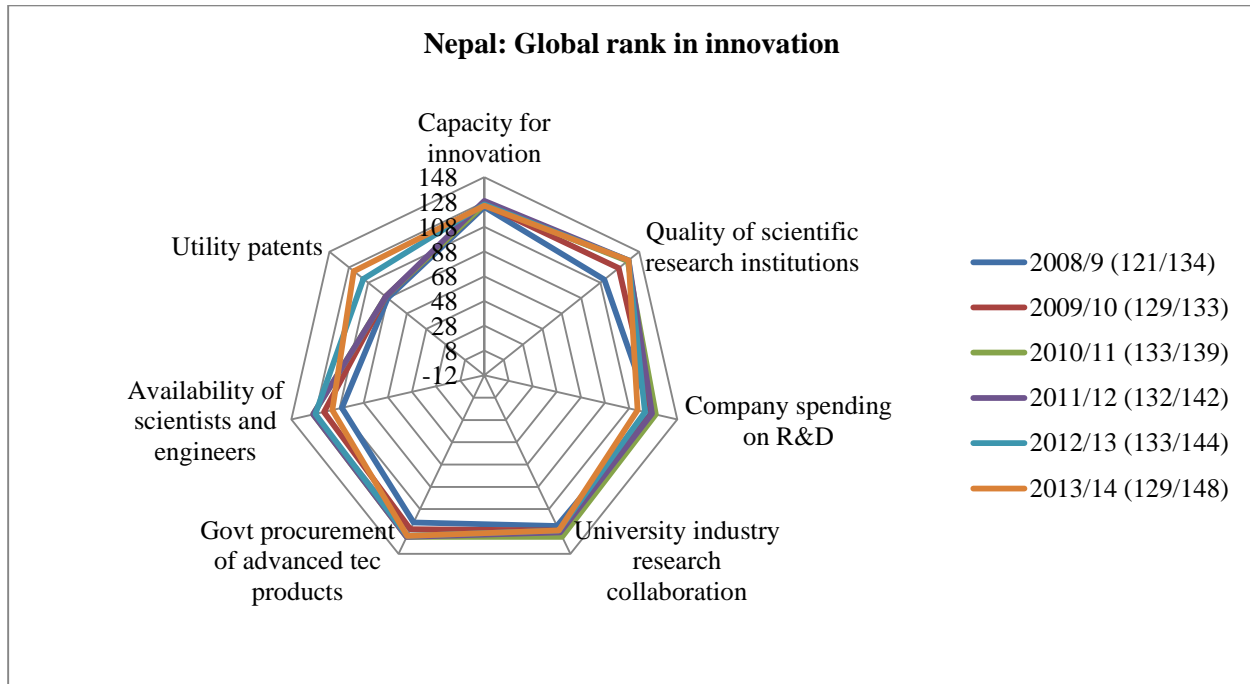 Nepal: Global rank in innovation
Capacity for
innovation
148
128
108
88
68
48
28
8
-12
Quality of scientific
research institutions
Company spending
on R&D
University industry
research
collaboration
Govt procurement
of advanced tec
products
Availability of
scientists and
engineers
Utility patents
2008/9 (121/134)
2009/10 (129/133)
2010/11 (133/139)
2011/12 (132/142)
2012/13 (133/144)
2013/14 (129/148)